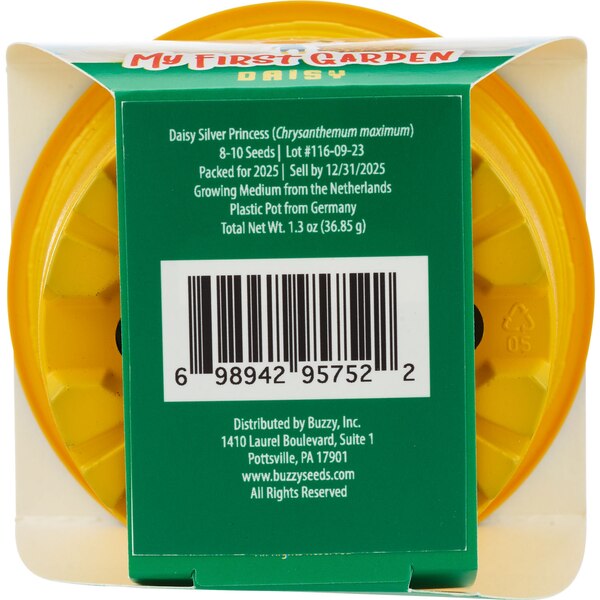 My First Garden
DAISY
Daisy Silver Princess (Chrysanthemum maximum)
8-10 Seeds | Lot #116-09-23
Packed for 2025 | Sell by 12/31/2025
Growing Medium from the Netherlands
Plastic Pot from Germany
Total Net Wt. 1.3 oz (36.85 g)
6 98942 95752 2
05
Distributed by Buzzy, Inc.
1410 Laurel Boulevard, Suite 1
Pottsville, PA 17901
www.buzzyseeds.com
All Rights Reserved
All Rights Reserved